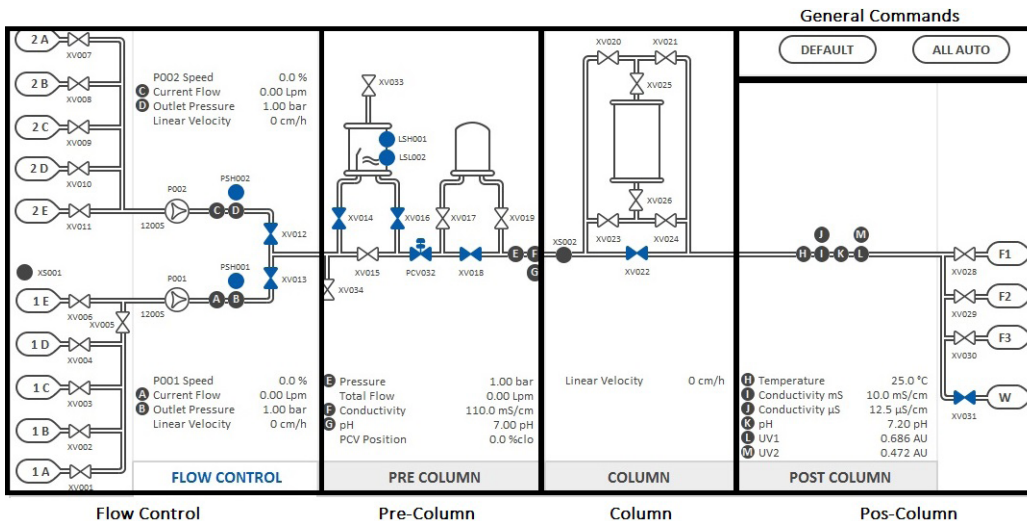 General Commands
DEFAULT
ALL AUTO
2 A
XV007
2 B
XV008
2 C
XV009
2 D
XV010
2 E
XV011
P002 Speed 0.0 %
C Current Flow 0.00 Lpm
D Outlet Pressure 1.00 bar
Linear Velocity 0 cm/h
PSH002
P002
1200S
C D
XV012
XS001
PSH001
P001
1200S
A B
XV013
1 E
XV006
XV005
1 D
XV004
1 C
XV003
1 B
XV002
1 A
XV001
P001 Speed 0.0 %
A Current Flow 0.00 Lpm
B Outlet Pressure 1.00 bar
Linear Velocity 0 cm/h
FLOW CONTROL
XV033
LSH001
LSL002
XV014
XV016
XV017
XV019
XV015
PCV032
XV018
E F
G
XV034
E Pressure 1.00 bar
Total Flow 0.00 Lpm
F Conductivity 110.0 mS/cm
G pH 7.00 pH
PCV Position 0.0 %clo
PRE COLUMN
XV020
XV021
XV025
XV026
XV023
XV024
XS002
XV022
Linear Velocity 0 cm/h
COLUMN
J M
H I K L
XV028
F1
XV029
F2
XV030
F3
XV031
W
H Temperature 25.0 °C
I Conductivity mS 10.0 mS/cm
J Conductivity µS 12.5 µS/cm
K pH 7.20 pH
L UV1 0.686 AU
M UV2 0.472 AU
POST COLUMN
Flow Control
Pre-Column
Column
Pos-Column